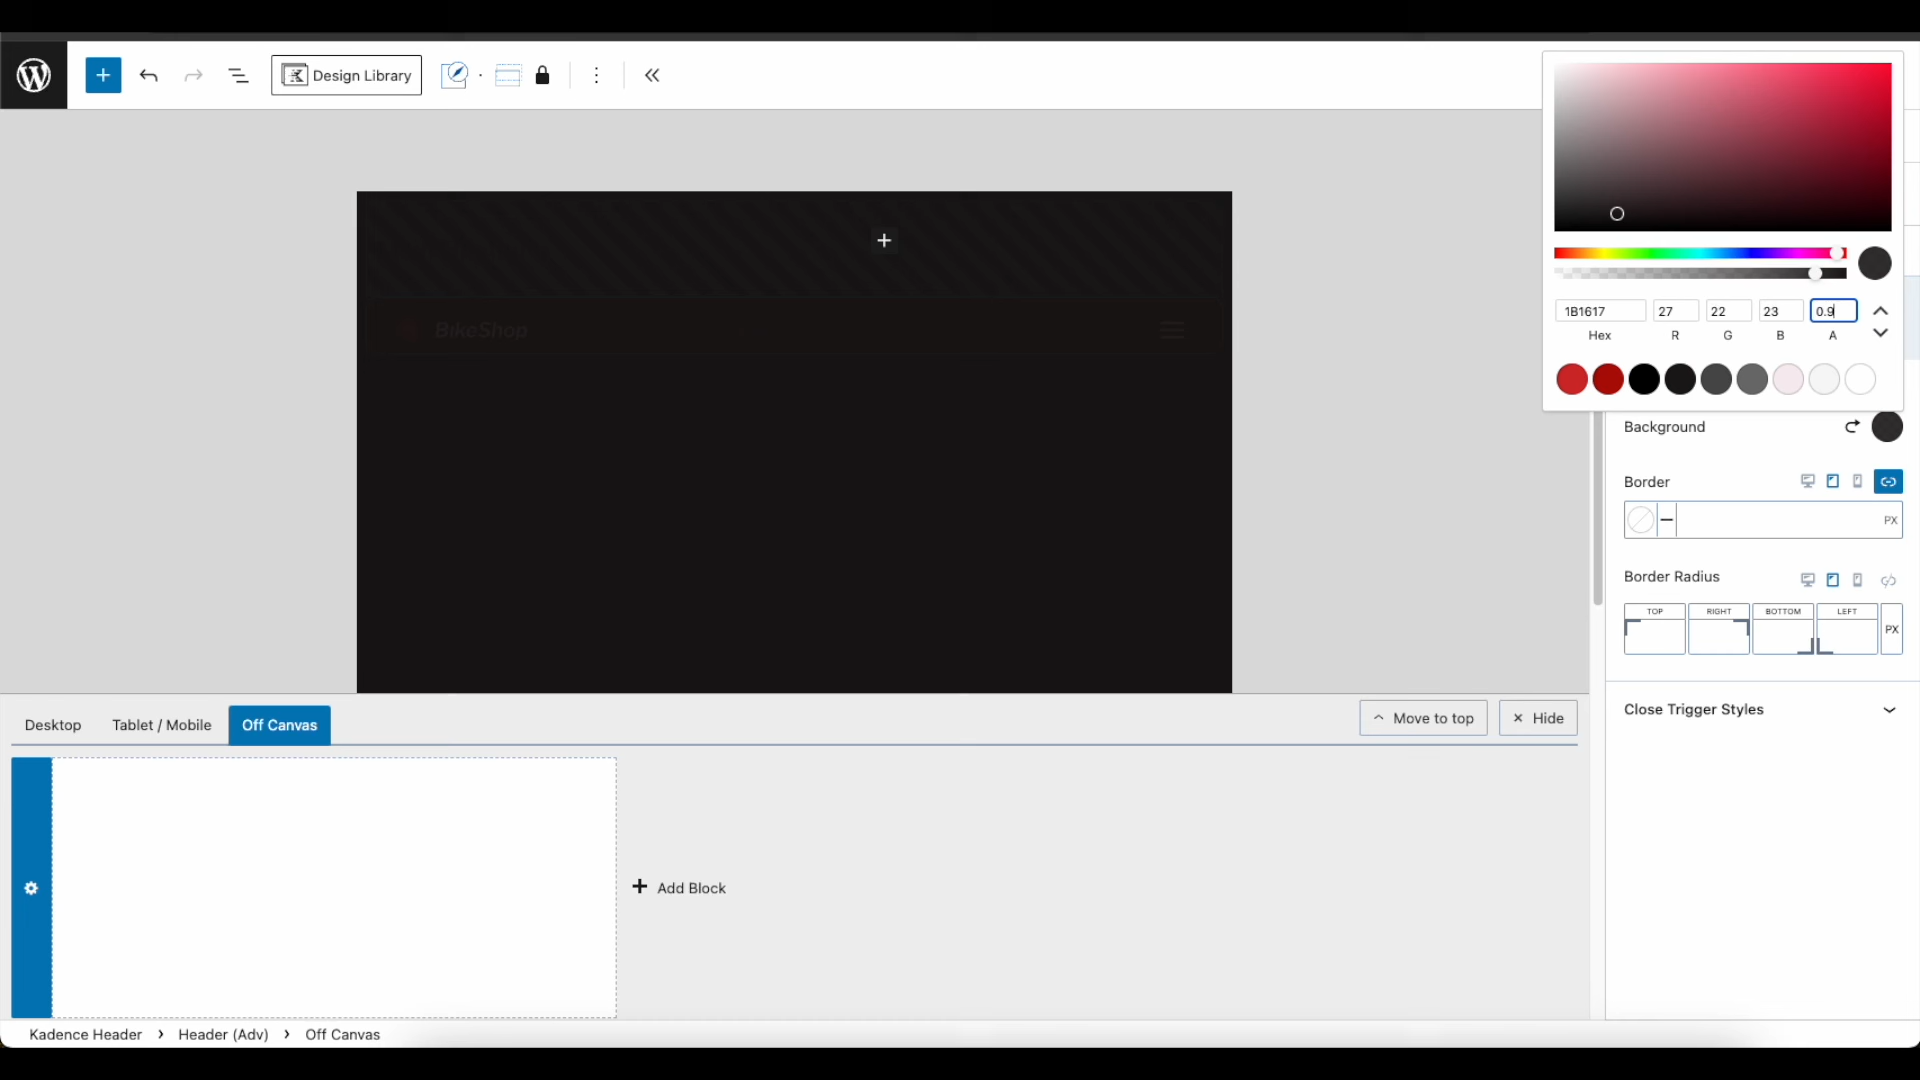 Design Library
BikeShop
1B1617 27 22 23 0.9
Hex R G B A
Background
Border
PX
Border Radius
TOP RIGHT BOTTOM LEFT
PX
Close Trigger Styles
Desktop Tablet / Mobile Off Canvas Move to top Hide
Add Block
Kadence Header Header (Adv) Off Canvas